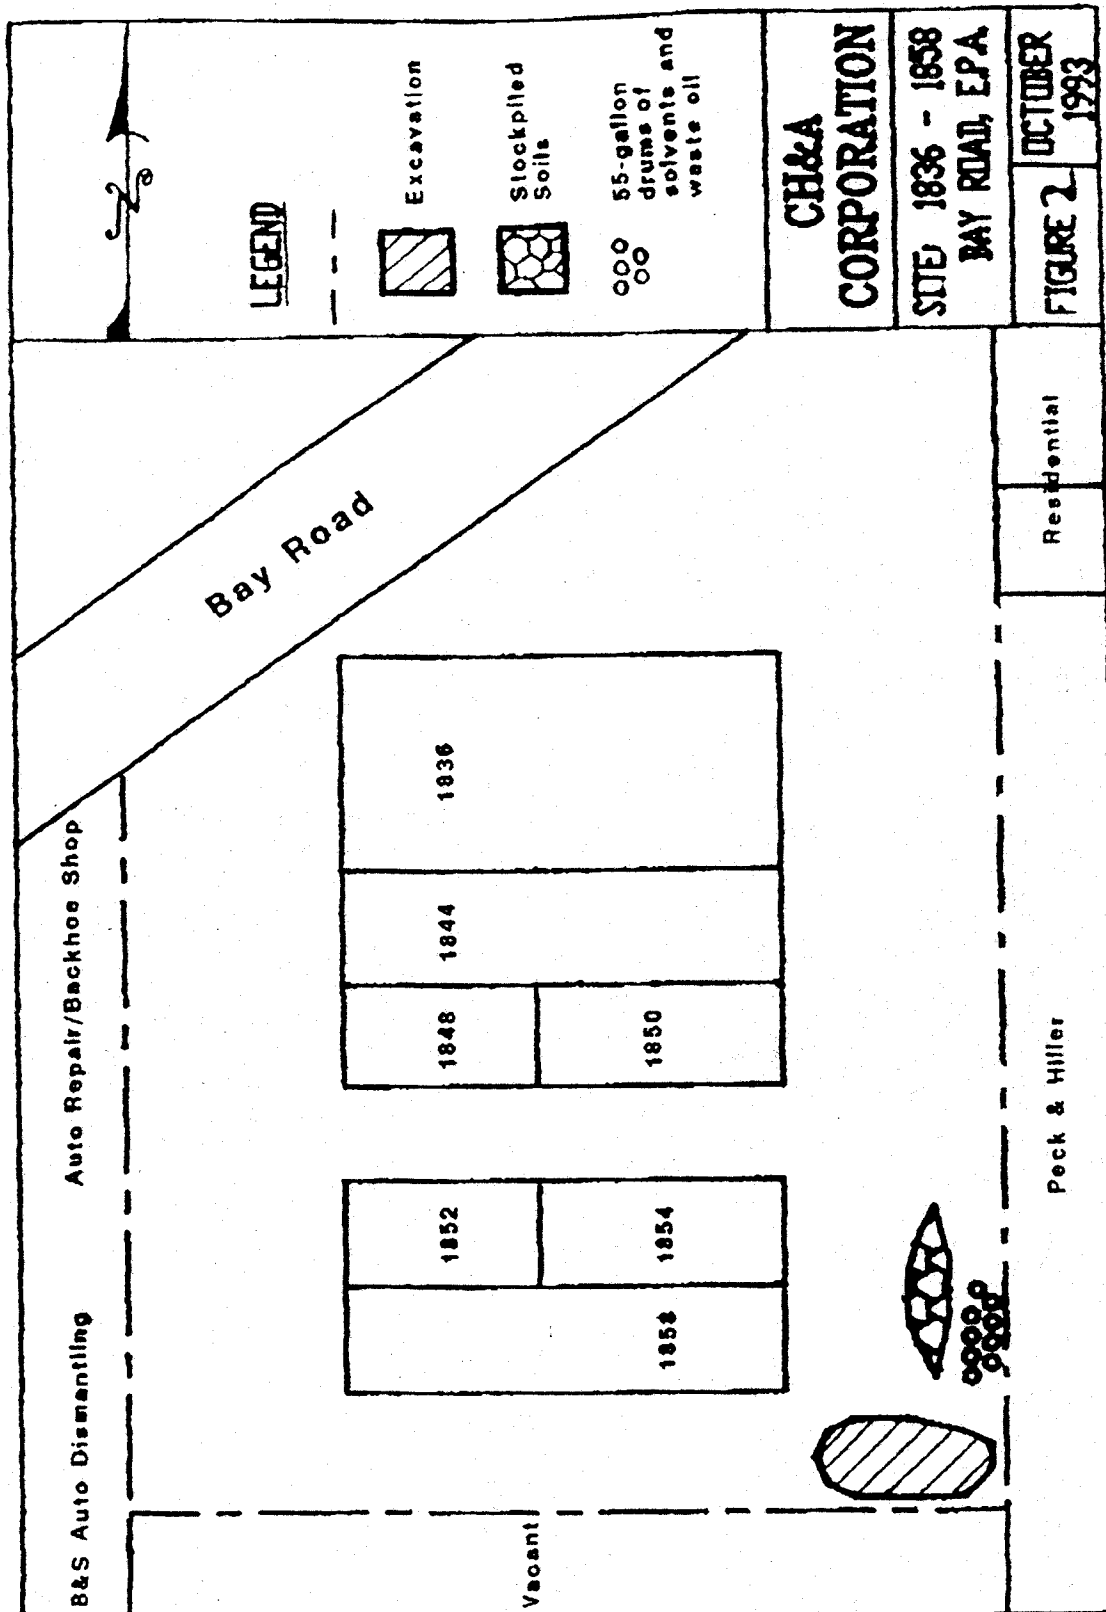 B&S Auto Dismantling
Auto Repair/Backhoe Shop
Bay Road
Vacant
1858
1852
1854
1848
1850
1844
1836
Peck & Hiller
Residential
N
LEGEND
Excavation
Stockpiled
Soils
55-gallon
drums of
solvents and
waste oil
CH&A
CORPORATION
SITE: 1836 - 1858
BAY ROAD, E.P.A.
FIGURE 2
OCTOBER
1993